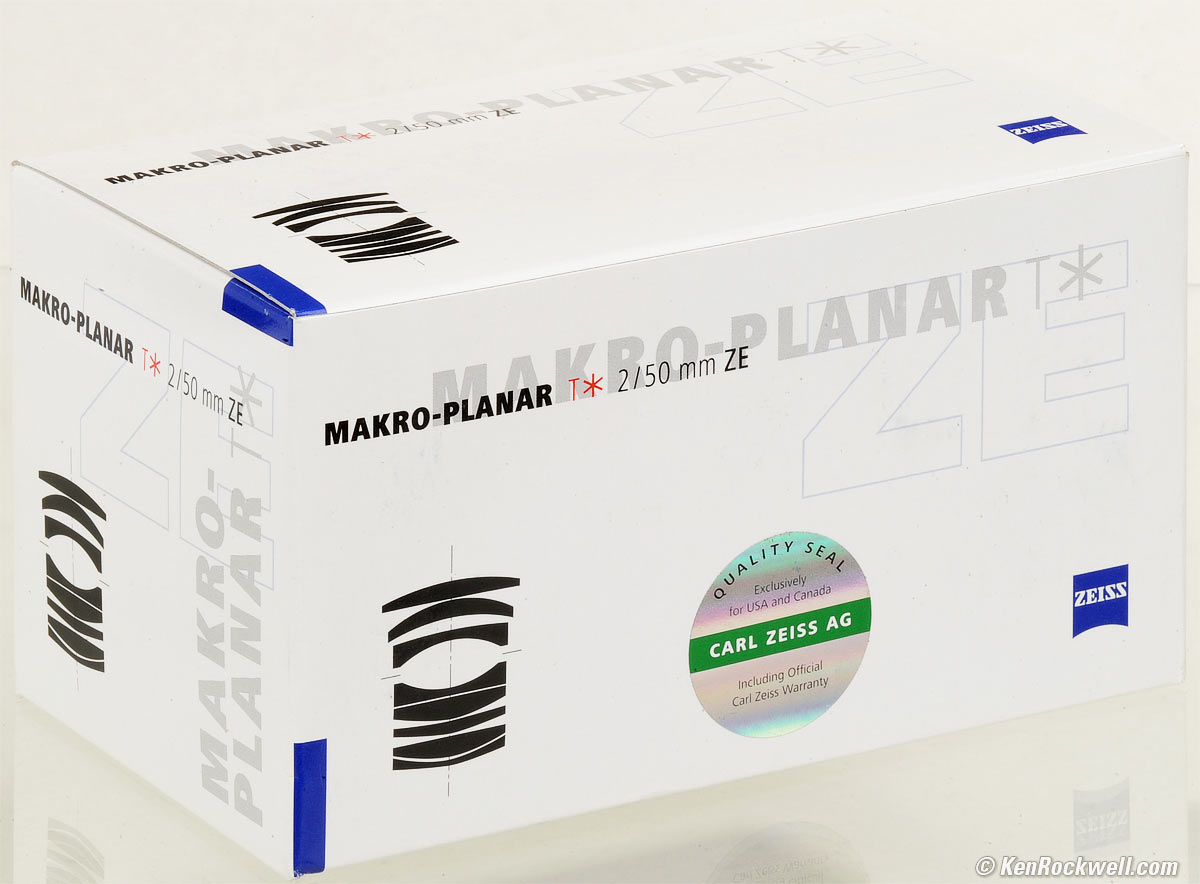 MAKRO-PLANAR T*
ZE
MAKRO-PLANAR T* 2/50 mm ZE
ZEISS
MAKRO-PLANAR T* 2/50 mm ZE
ZE
MAKRO-
PLANAR T*
MAKRO-PLANAR T*
ZE
MAKRO-PLANAR T* 2/50 mm ZE
QUALITY SEAL
Exclusively
for USA and Canada
CARL ZEISS AG
Including Official
Carl Zeiss Warranty
ZEISS
© KenRockwell.com